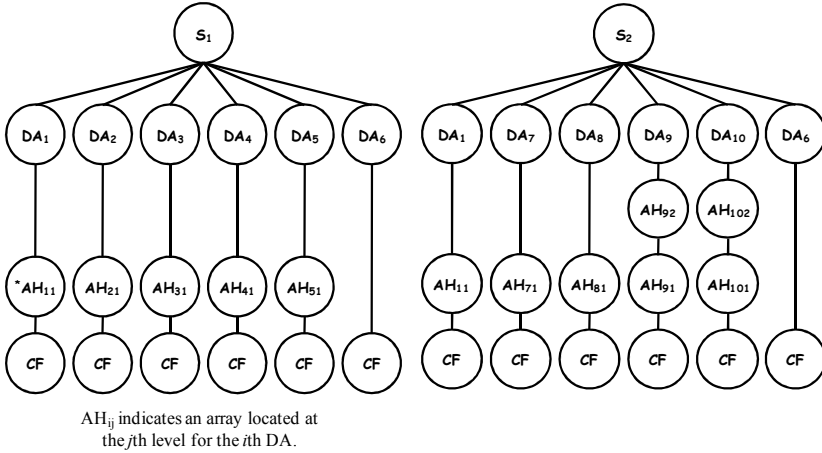 S₁ S₂
DA₁ DA₂ DA₃ DA₄ DA₅ DA₆ DA₁ DA₇ DA₈ DA₉ DA₁₀ DA₆
AH₉₂ AH₁₀₂
*AH₁₁ AH₂₁ AH₃₁ AH₄₁ AH₅₁ AH₁₁ AH₇₁ AH₈₁ AH₉₁ AH₁₀₁
CF CF CF CF CF CF CF CF CF CF CF CF
AHᵢⱼ indicates an array located at
the jth level for the ith DA.